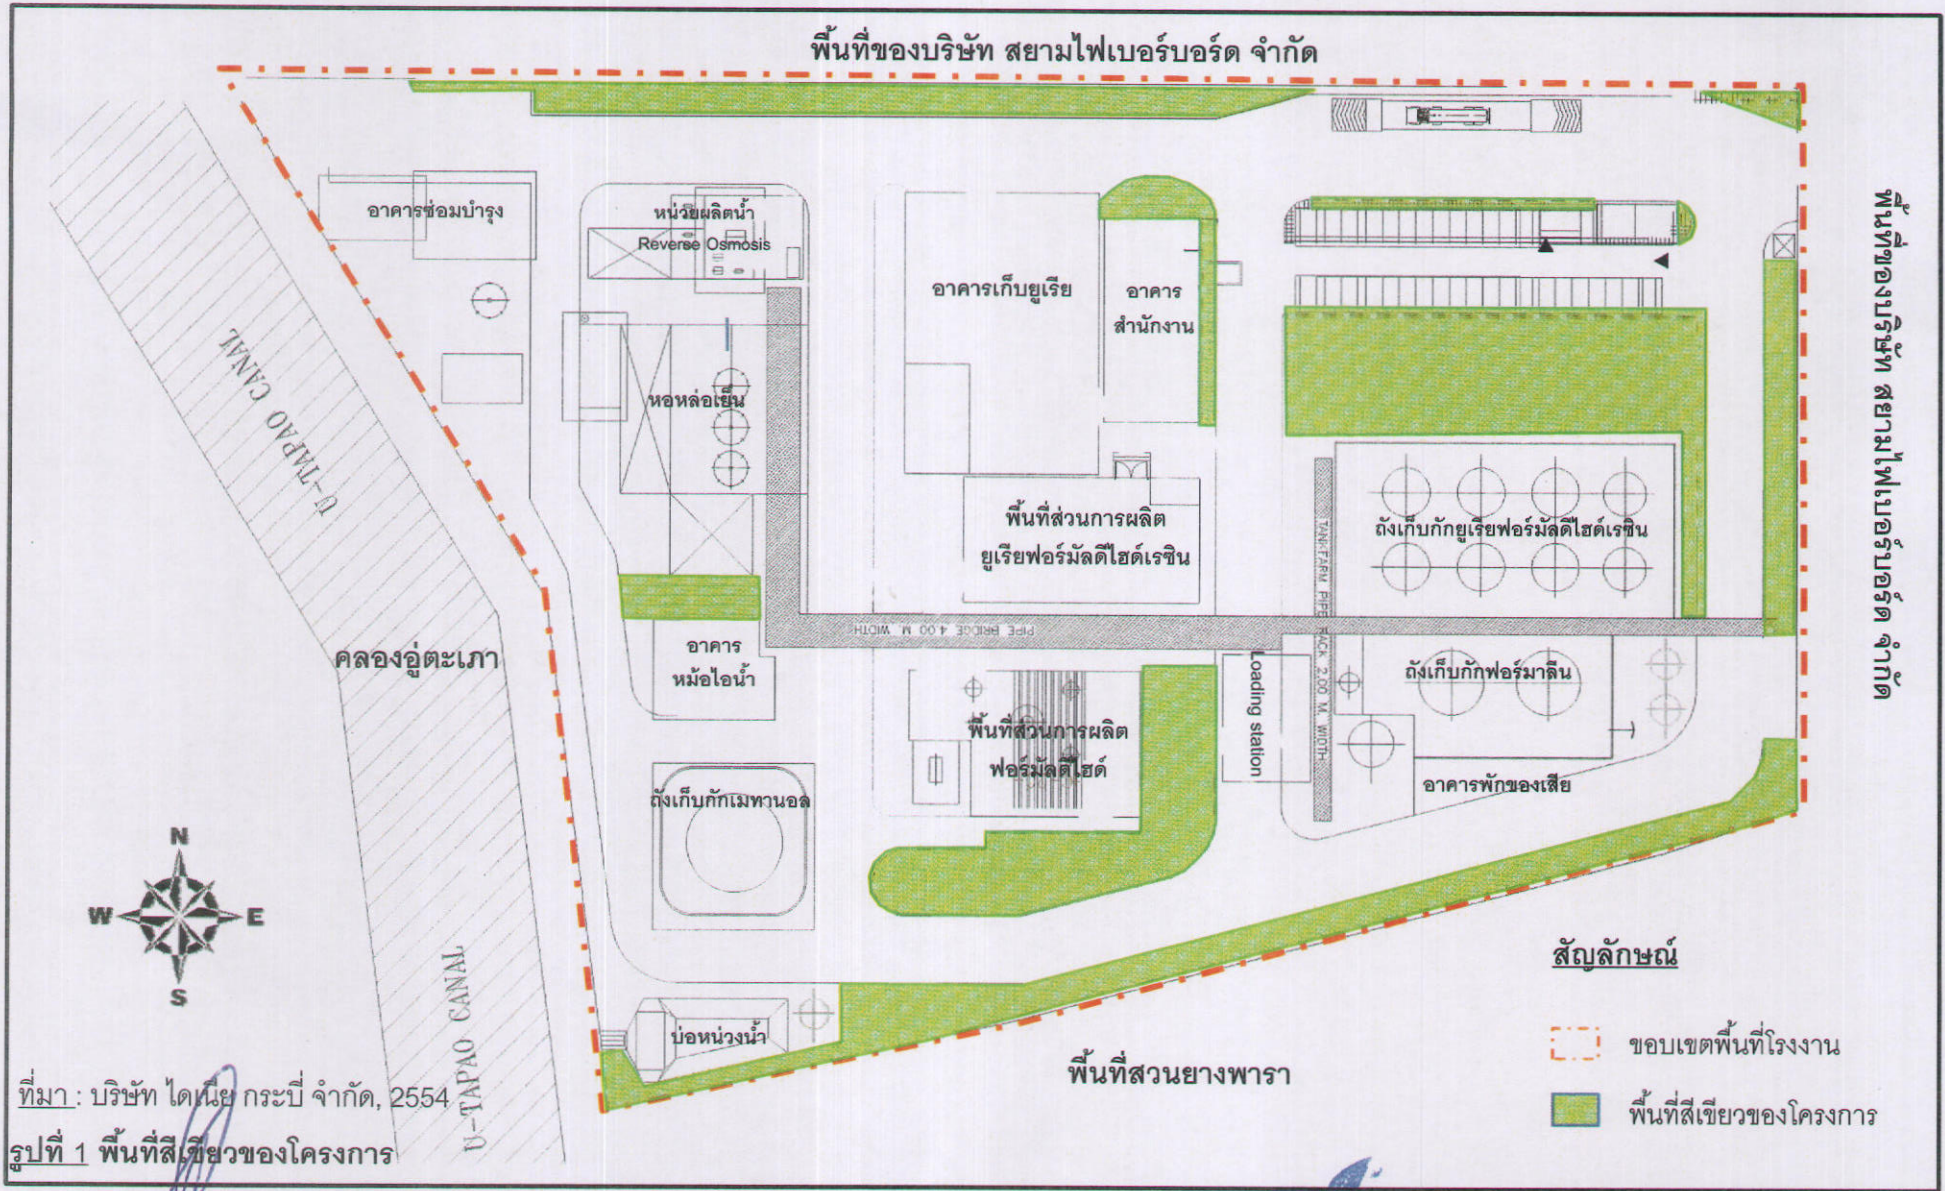 พื้นที่ของบริษัท สยามไฟเบอร์บอร์ด จำกัด
พื้นที่ของบริษัท สยามไฟเบอร์บอร์ด จำกัด
อาคารซ่อมบำรุง
หน่วยผลิตน้ำ
Reverse Osmosis
อาคารเก็บยูเรีย
อาคาร
สำนักงาน
หอหล่อเย็น
U-TAPAO CANAL
พื้นที่ส่วนการผลิต
ยูเรียฟอร์มัลดีไฮด์เรซิน
ถังเก็บกักยูเรียฟอร์มัลดีไฮด์เรซิน
TANKFARM PIPE RACK 2.00 M. WIDTH
PIPE BRIDGE 4.00 M. WIDTH
คลองอู่ตะเภา
อาคาร
หม้อไอน้ำ
Loading station
ถังเก็บกักฟอร์มาลิน
พื้นที่ส่วนการผลิต
ฟอร์มัลดีไฮด์
อาคารพักของเสีย
ถังเก็บกักเมทานอล
N
W
E
S
U-TAPAO CANAL
บ่อหน่วงน้ำ
พื้นที่สวนยางพารา
สัญลักษณ์
ขอบเขตพื้นที่โรงงาน
พื้นที่สีเขียวของโครงการ
ที่มา : บริษัท ไดเนีย กระบี่ จำกัด, 2554
รูปที่ 1 พื้นที่สีเขียวของโครงการ